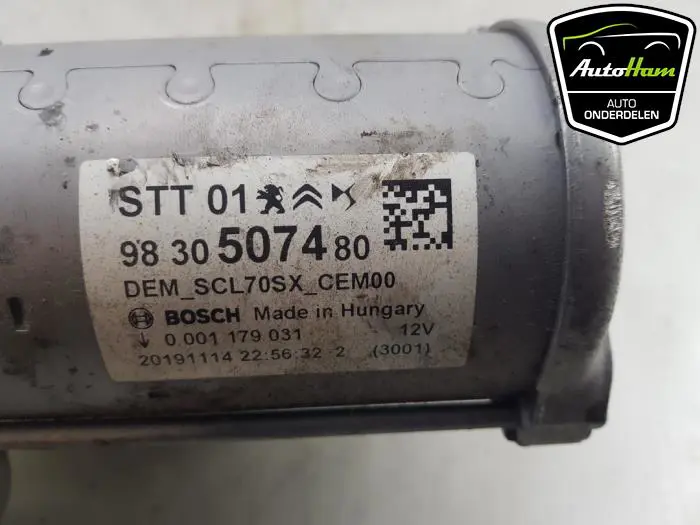 AutoHam
AUTO
ONDERDELEN
STT 01
98 30 5074 80
DEM_SCL70SX_CEM00
BOSCH Made in Hungary
0 001 179 031 12V
20191114 22:56:32 2 (3001)